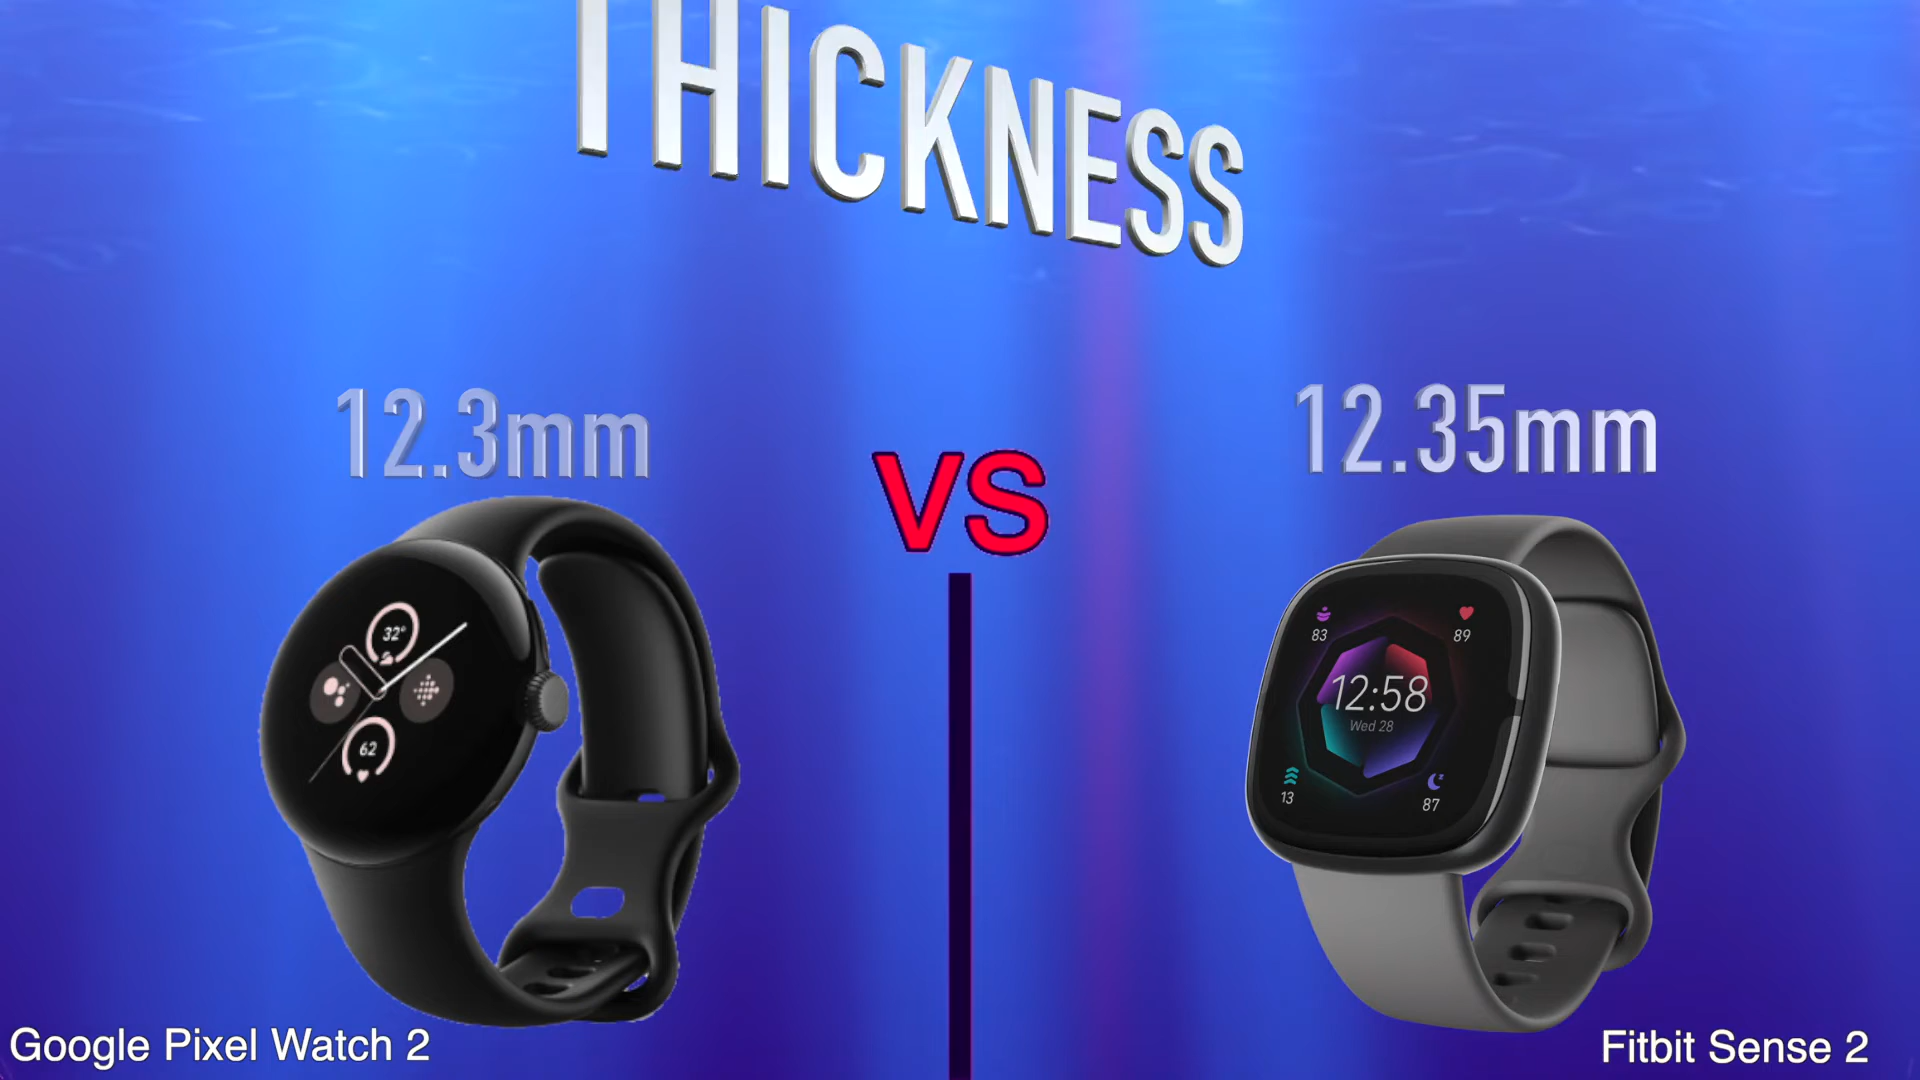 THICKNESS
12.3mm
12.35mm
VS
32°
62
83
89
12:58
Wed 28
13
87
Google Pixel Watch 2
Fitbit Sense 2